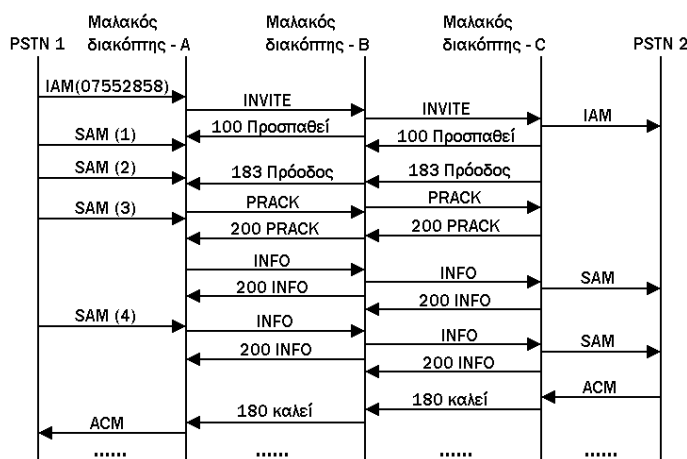 Μαλακός Μαλακός Μαλακός
PSTN 1 διακόπτης - A διακόπτης - B διακόπτης - C PSTN 2
IAM(07552858)
INVITE
INVITE
IAM
100 Προσπαθεί
SAM (1)
100 Προσπαθεί
SAM (2)
183 Πρόοδος
183 Πρόοδος
SAM (3)
PRACK
PRACK
200 PRACK
200 PRACK
INFO
INFO
SAM
200 INFO
200 INFO
SAM (4)
INFO
INFO
SAM
200 INFO
200 INFO
ACM
180 καλεί
180 καλεί
ACM
...... ...... ...... ......